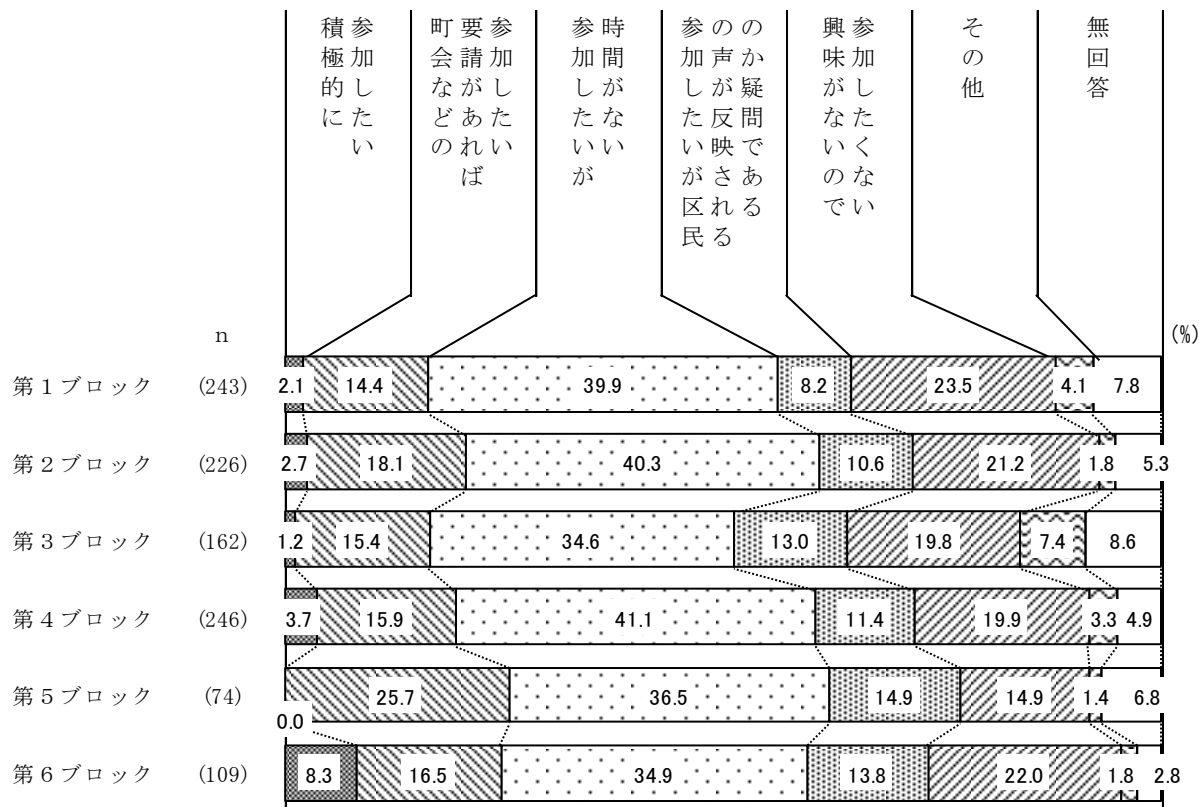 積極的に
参加したい
町会などの
要請があれば
参加したい
参加したいが
時間がない
参加したいが区民
の声が反映される
のか疑問である
興味がないので
参加したくない
その他
無回答
n
(%)
第１ブロック (243) 2.1 14.4 39.9 8.2 23.5 4.1 7.8
第２ブロック (226) 2.7 18.1 40.3 10.6 21.2 1.8 5.3
第３ブロック (162) 1.2 15.4 34.6 13.0 19.8 7.4 8.6
第４ブロック (246) 3.7 15.9 41.1 11.4 19.9 3.3 4.9
第５ブロック (74) 0.0 25.7 36.5 14.9 14.9 1.4 6.8
第６ブロック (109) 8.3 16.5 34.9 13.8 22.0 1.8 2.8